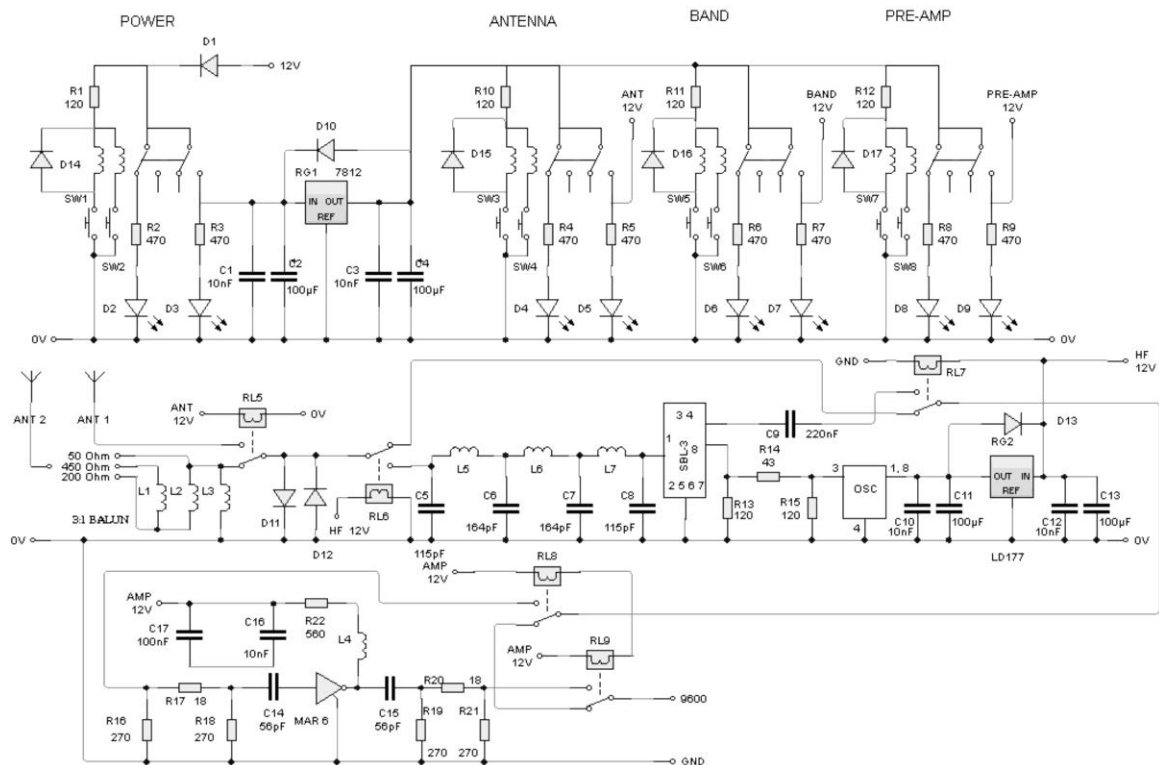 POWER
ANTENNA
BAND
PRE-AMP
D1
12V
R1
120
R10
120
R11
120
R12
120
ANT
12V
BAND
12V
PRE-AMP
12V
D10
RG1
7812
IN OUT
REF
D14
D15
D16
D17
SW1
SW3
SW5
SW7
R2
470
R3
470
R4
470
R5
470
R6
470
R7
470
R8
470
R9
470
SW2
SW4
SW6
SW8
C1
10nF
C2
100µF
C3
10nF
C4
100µF
D2
D3
D4
D5
D6
D7
D8
D9
0V
0V
GND
RL7
HF
12V
ANT 2
ANT 1
ANT
12V
RL5
0V
50 Ohm
450 Ohm
200 Ohm
L1
L2
L3
3:1 BALUN
0V
D11
D12
HF
12V
RL6
L5
L6
L7
C5
115pF
C6
164pF
C7
164pF
C8
115pF
3 4
1
8
SBL-3
2 5 6 7
C9
220nF
R14
43
R13
120
R15
120
3
OSC
1, 8
4
C10
10nF
C11
100µF
D13
RG2
OUT IN
REF
LD177
C12
10nF
C13
100µF
0V
AMP
12V
RL8
AMP
12V
C17
100nF
C16
10nF
R22
560
L4
AMP
12V
RL9
R17 18
R16
270
R18
270
C14
56pF
MAR 6
C15
56pF
R20 18
R19
270
R21
270
9600
GND